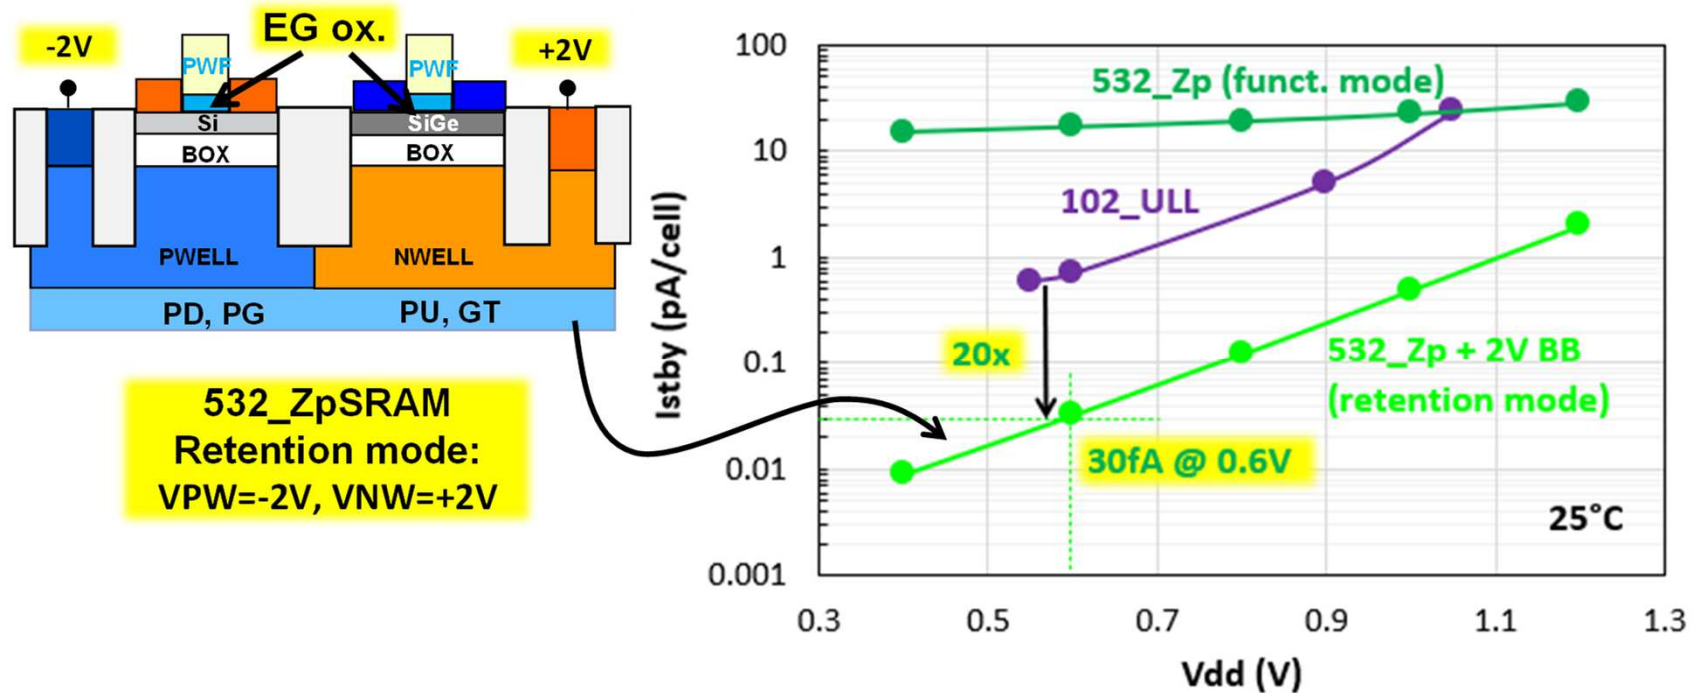 -2V
EG ox.
+2V
PWF
PWF
Si
SiGe
BOX
BOX
PWELL
NWELL
PD, PG
PU, GT
532_ZpSRAM
Retention mode:
VPW=-2V, VNW=+2V
Istby (pA/cell)
100
10
1
0.1
0.01
0.001
532_Zp (funct. mode)
102_ULL
20x
532_Zp + 2V BB
(retention mode)
30fA @ 0.6V
25°C
0.3
0.5
0.7
0.9
1.1
1.3
Vdd (V)